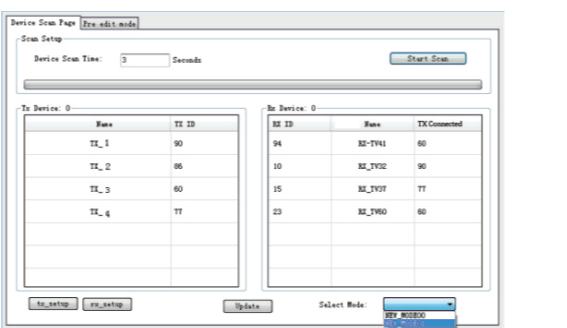 Device Scan Page Pre edit mode
Scan Setup
Device Scan Time: 3 Seconds Start Scan
Tx Device: 0 Rx Device: 0
Name TX ID RX ID Name TX Connected
TX_1 90 94 RX-TV41 60
TX_2 86 10 RX_TV32 90
TX_3 60 15 RX_TV37 77
TX_4 77 23 RX_TV60 60
tx_setup rx_setup Update Select Mode:
NEW_MODE00